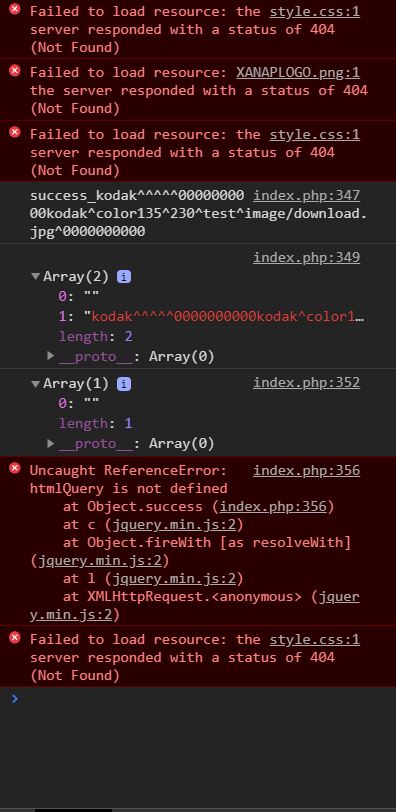 Failed to load resource: the style.css:1
server responded with a status of 404
(Not Found)
Failed to load resource: XANAPLOGO.png:1
the server responded with a status of 404
(Not Found)
Failed to load resource: the style.css:1
server responded with a status of 404
(Not Found)
success_kodak^^^^^00000000 index.php:347
00kodak^color135^230^test^image/download.
jpg^0000000000
index.php:349
▼Array(2) i
0: ""
1: "kodak^^^^^0000000000kodak^color1…
length: 2
▶__proto__: Array(0)
▼Array(1) i index.php:352
0: ""
length: 1
▶__proto__: Array(0)
Uncaught ReferenceError: index.php:356
htmlQuery is not defined
at Object.success (index.php:356)
at c (jquery.min.js:2)
at Object.fireWith [as resolveWith]
(jquery.min.js:2)
at l (jquery.min.js:2)
at XMLHttpRequest.<anonymous> (jquer
y.min.js:2)
Failed to load resource: the style.css:1
server responded with a status of 404
(Not Found)